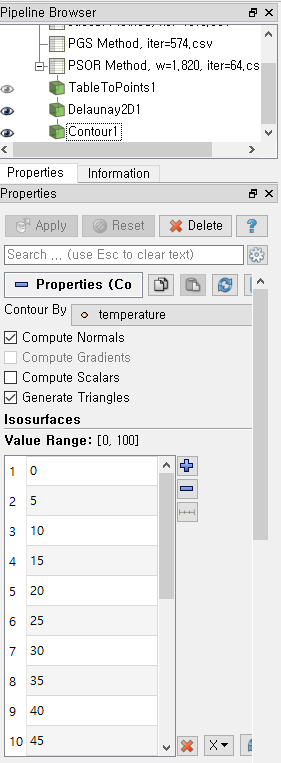 Pipeline Browser
PGS Method, iter=574,csv
PSOR Method, w=1,820, iter=64,cs
TableToPoints1
Delaunay2D1
Contour1
Properties
Information
Properties
Apply
Reset
Delete
?
Search ... (use Esc to clear text)
Properties (Co
Contour By
temperature
Compute Normals
Compute Gradients
Compute Scalars
Generate Triangles
Isosurfaces
Value Range: [0, 100]
1 0
2 5
3 10
4 15
5 20
6 25
7 30
8 35
9 40
10 45
X